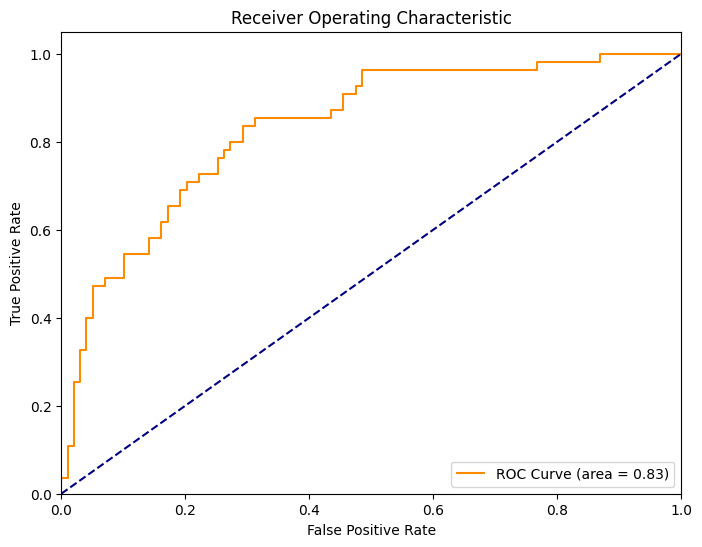 Receiver Operating Characteristic
True Positive Rate
1.0
0.8
0.6
0.4
0.2
0.0
ROC Curve (area = 0.83)
0.0 0.2 0.4 0.6 0.8 1.0
False Positive Rate